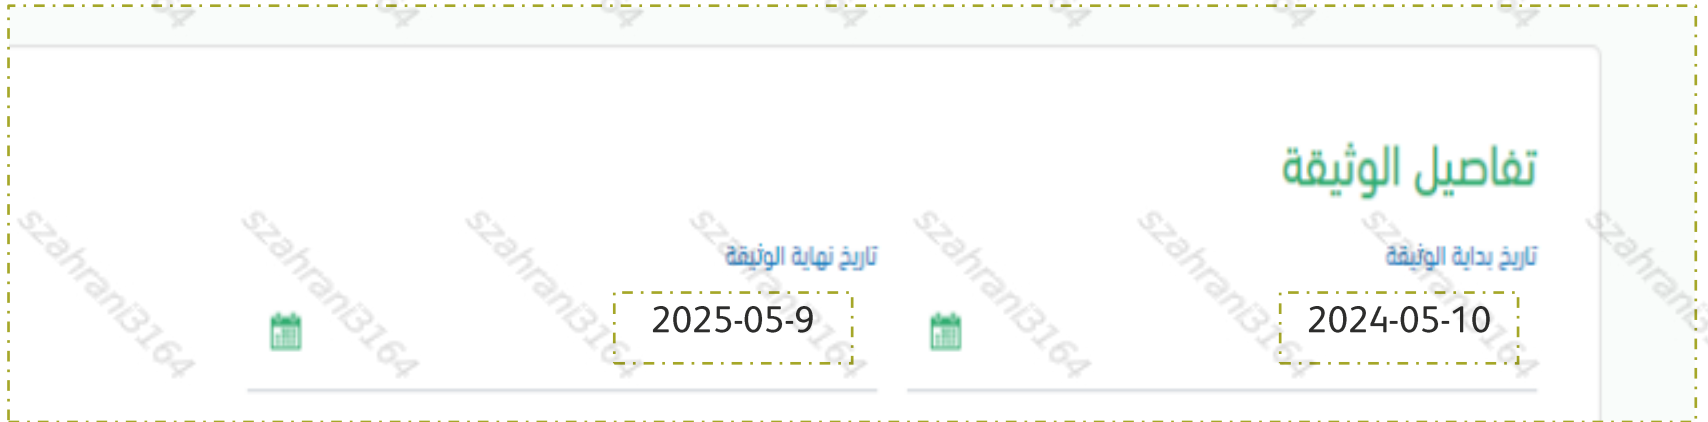 تفاصيل الوثيقة
تاريخ بداية الوثيقة
2024-05-10
تاريخ نهاية الوثيقة
2025-05-9
szahrani3164